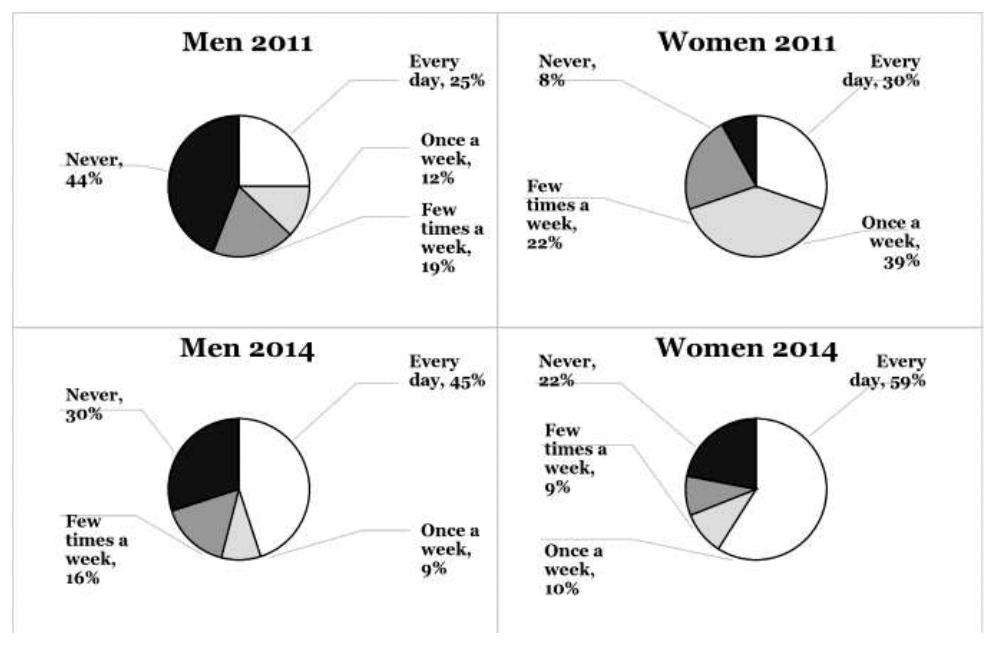 Men 2011
Every
day, 25%
Once a
week,
12%
Few
times a
week,
19%
Never,
44%
Women 2011
Never,
8%
Every
day, 30%
Few
times a
week,
22%
Once a
week,
39%
Men 2014
Every
day, 45%
Never,
30%
Few
times a
week,
16%
Once a
week,
9%
Women 2014
Never,
22%
Every
day, 59%
Few
times a
week,
9%
Once a
week,
10%